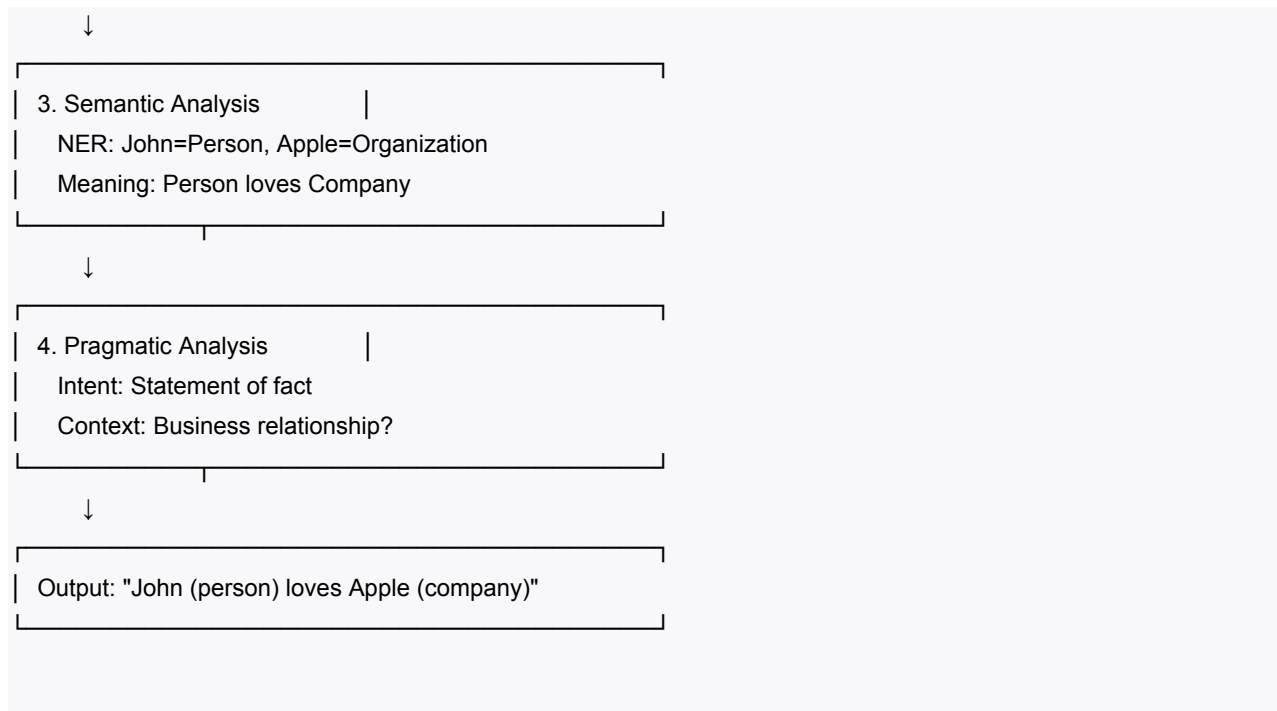 ↓
3. Semantic Analysis
NER: John=Person, Apple=Organization
Meaning: Person loves Company
↓
4. Pragmatic Analysis
Intent: Statement of fact
Context: Business relationship?
↓
Output: "John (person) loves Apple (company)"